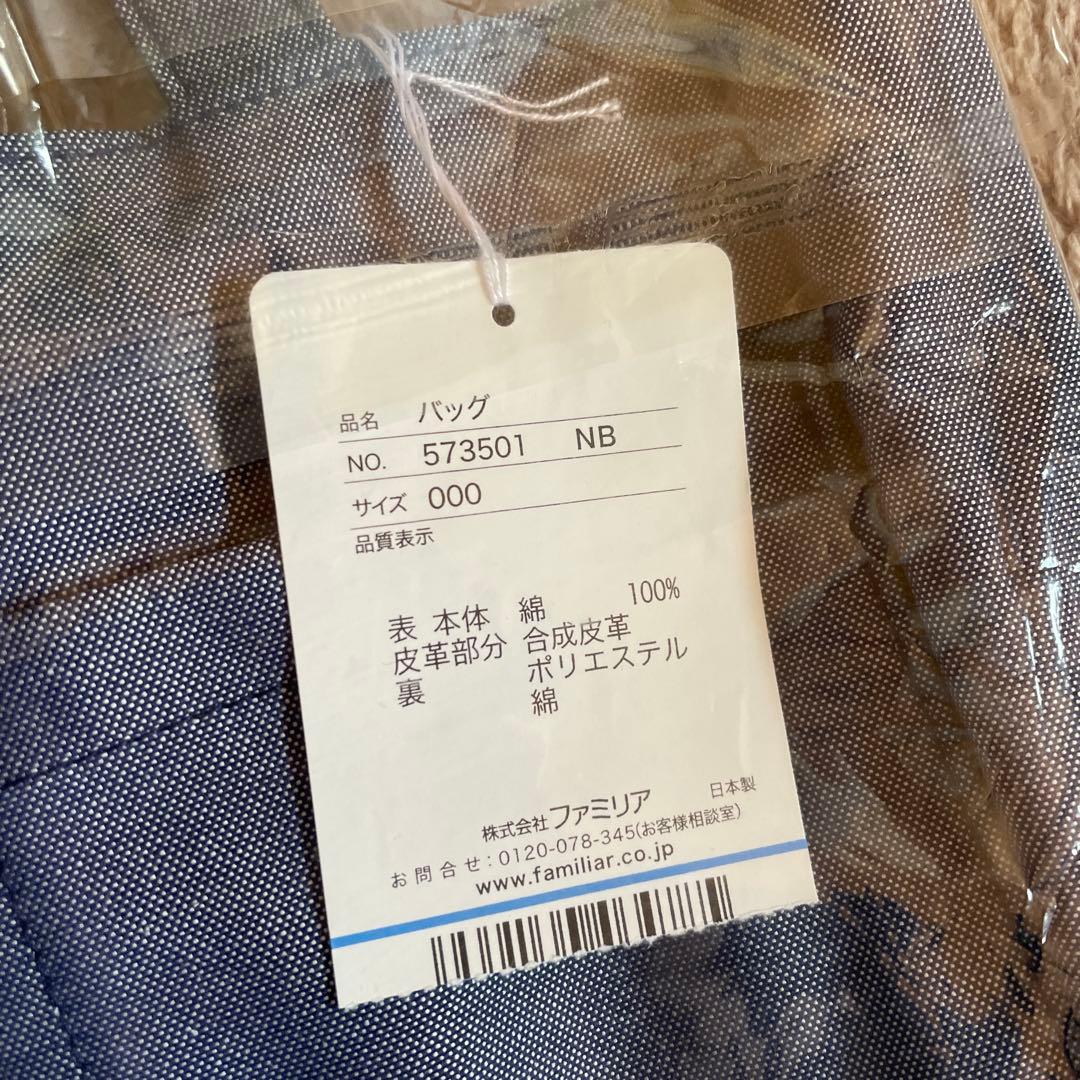 品名 バッグ
NO. 573501 NB
サイズ 000
品質表示
表 本体 綿 100%
皮革部分 合成皮革
裏 ポリエステル
綿
株式会社 ファミリア 日本製
お問合せ:0120-078-345(お客様相談室)
www.familiar.co.jp